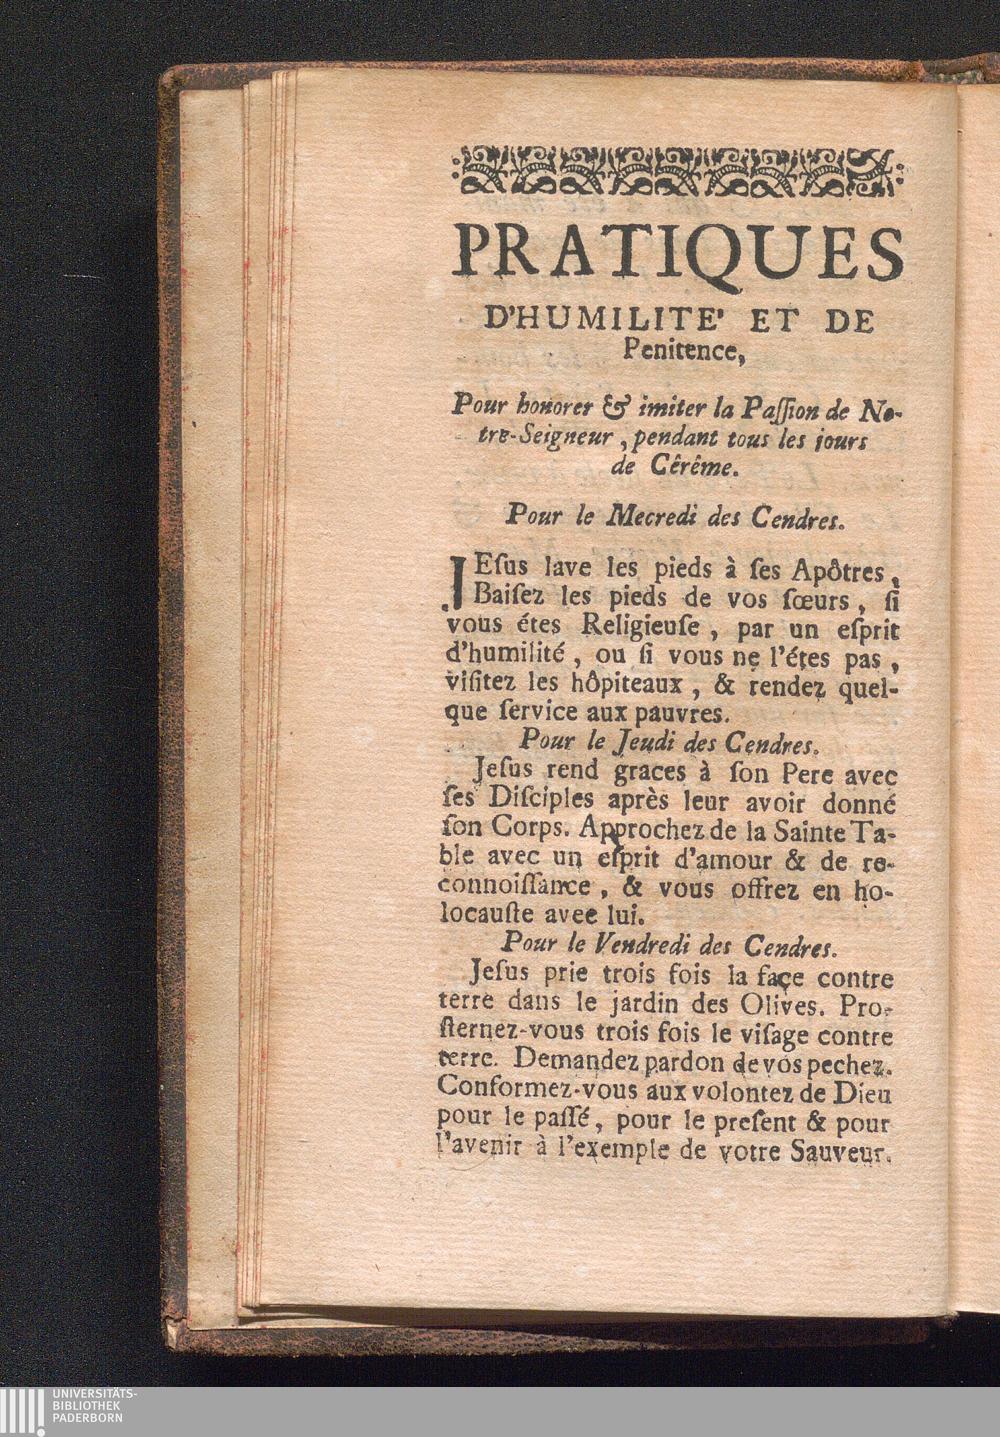 PRATIQUES
D'HUMILITE' ET DE
Penitence,
Pour honorer & imiter la Paſſion de No-
tre-Seigneur, pendant tous les jours
de Cêrême.
Pour le Mecredi des Cendres.
JEſus lave les pieds à ſes Apôtres,
Baiſez les pieds de vos ſœurs, ſi
vous étes Religieuſe, par un eſprit
d'humilité, ou ſi vous ne l'étes pas,
viſitez les hôpiteaux, & rendez quel-
que ſervice aux pauvres.
Pour le Jeudi des Cendres.
Jeſus rend graces à ſon Pere avec
ſes Diſciples après leur avoir donné
ſon Corps. Approchez de la Sainte Ta-
ble avec un eſprit d'amour & de re-
connoiſſance, & vous offrez en ho-
locauſte avec lui.
Pour le Vendredi des Cendres.
Jeſus prie trois fois la façe contre
terre dans le jardin des Olives. Pro-
ſternez-vous trois fois le viſage contre
terre. Demandez pardon de vos pechez.
Conformez-vous aux volontez de Dieu
pour le paſſé, pour le preſent & pour
l'avenir à l'exemple de votre Sauveur.
UNIVERSITÄTS-
BIBLIOTHEK
PADERBORN